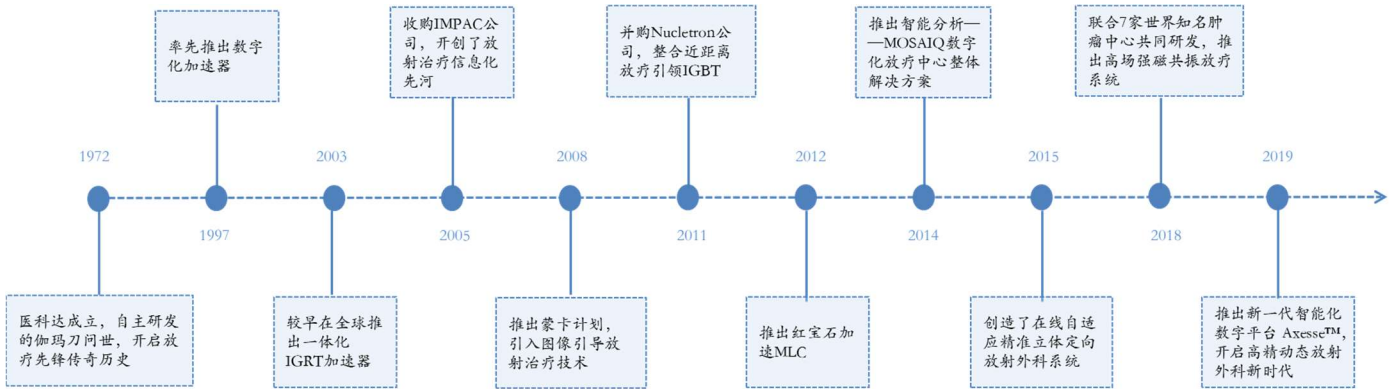 率先推出数字
化加速器
收购IMPAC公
司，开创了放
射治疗信息化
先河
并购Nucletron公
司，整合近距离
放疗引领IGBT
推出智能分析—
—MOSAIQ数字
化放疗中心整体
解决方案
联合7家世界知名肿
瘤中心共同研发，推
出高场强磁共振放疗
系统
1972
2003
2008
2012
2015
2019
1997
2005
2011
2014
2018
医科达成立，自主研发
的伽玛刀问世，开启放
疗先锋传奇历史
较早在全球推
出一体化
IGRT加速器
推出蒙卡计划，
引入图像引导放
射治疗技术
推出红宝石加
速MLC
创造了在线自适
应精准立体定向
放射外科系统
推出新一代智能化
数字平台 Axesse™，
开启高精动态放射
外科新时代